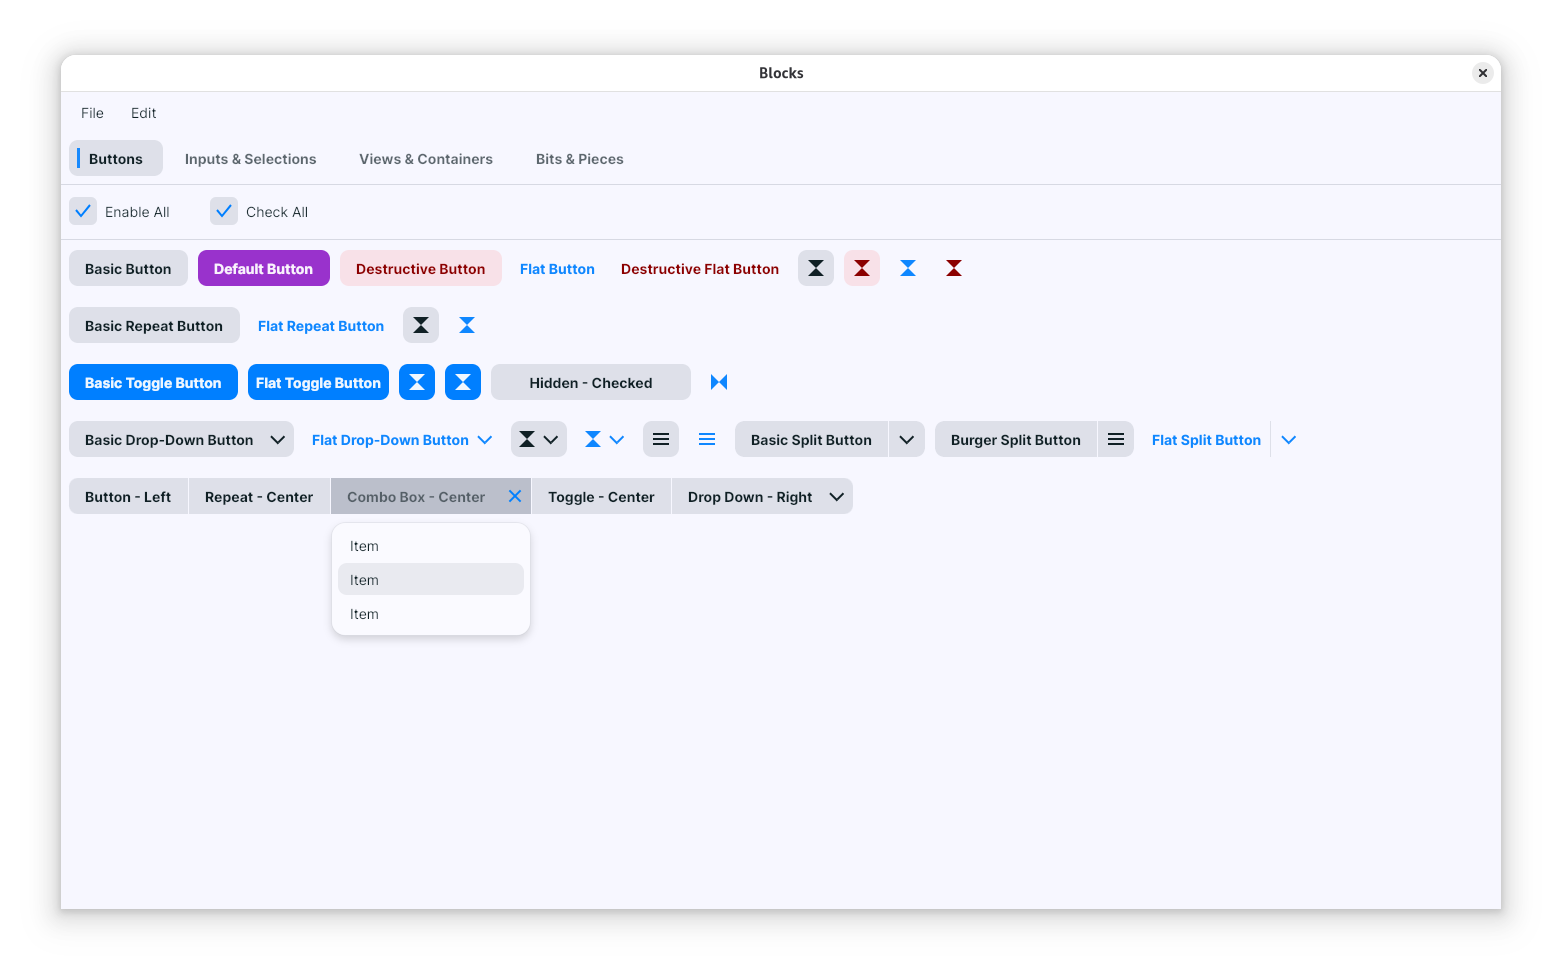 Blocks
File Edit
Buttons Inputs & Selections Views & Containers Bits & Pieces
Enable All Check All
Basic Button Default Button Destructive Button Flat Button Destructive Flat Button
Basic Repeat Button Flat Repeat Button
Basic Toggle Button Flat Toggle Button Hidden - Checked
Basic Drop-Down Button Flat Drop-Down Button Basic Split Button Burger Split Button Flat Split Button
Button - Left Repeat - Center Combo Box - Center Toggle - Center Drop Down - Right
Item
Item
Item